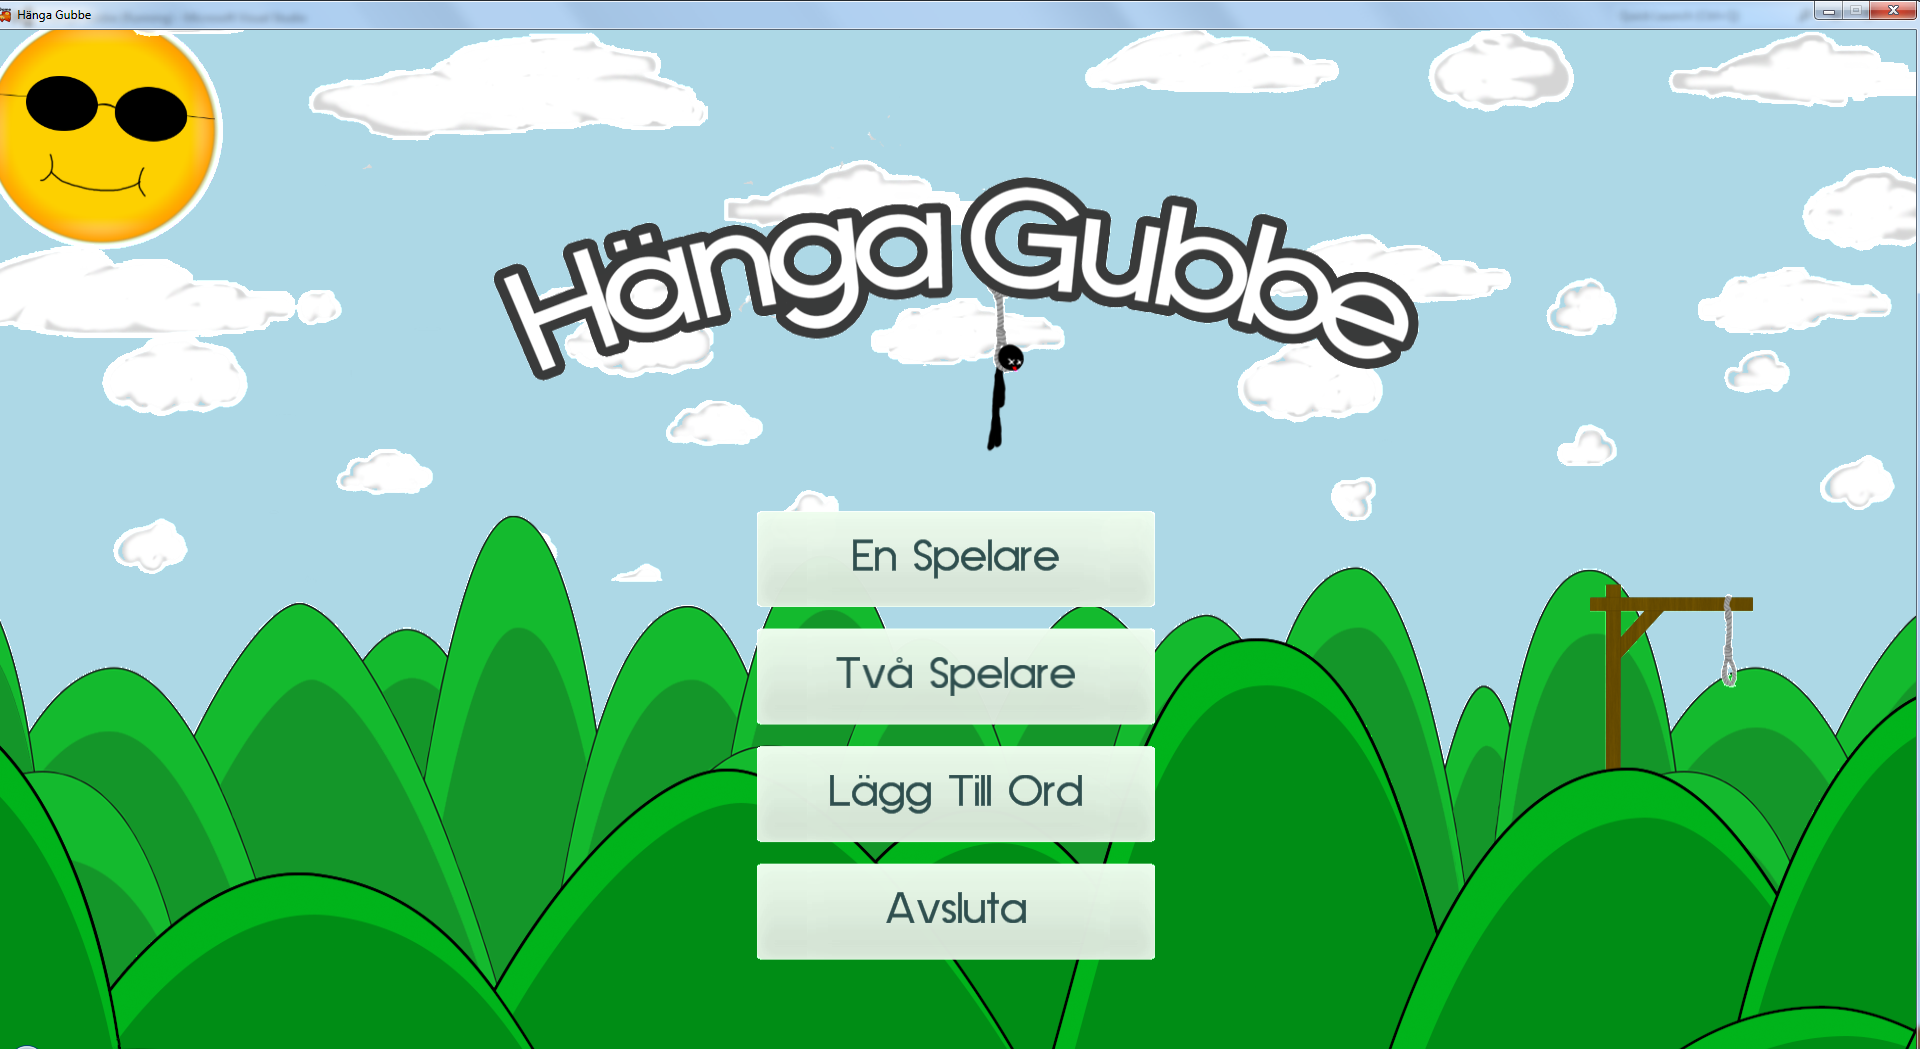 Hänga Gubbe
Hänga Gubbe
En Spelare
Två Spelare
Lägg Till Ord
Avsluta